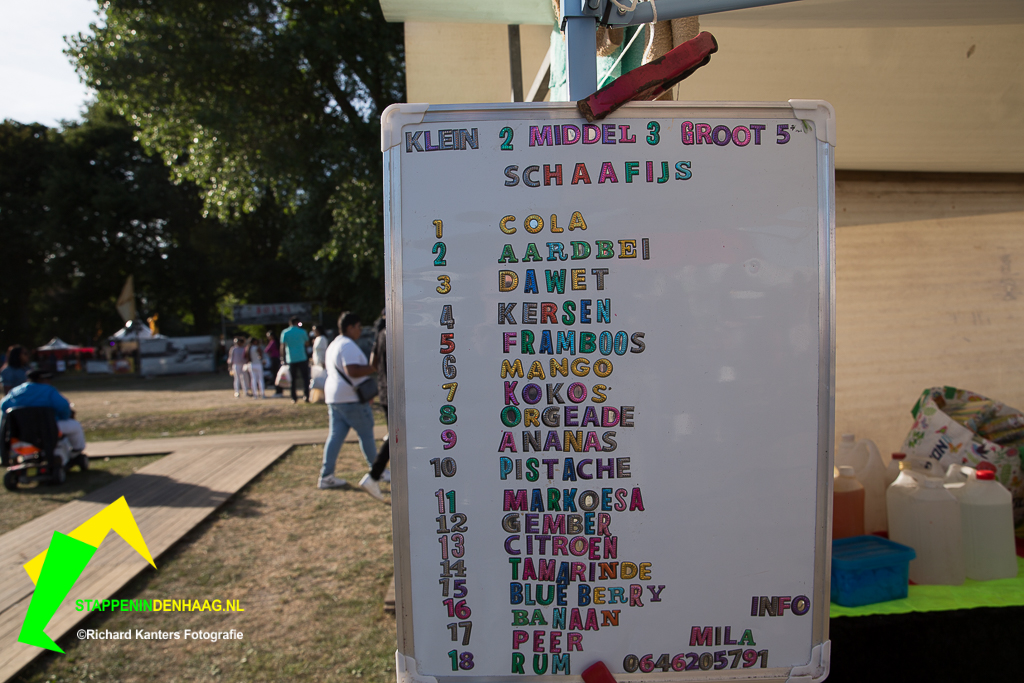 KLEIN 2 MIDDEL 3 GROOT 5
SCHAAFIJS
1 COLA
2 AARDBEI
3 DAWET
4 KERSEN
5 FRAMBOOS
6 MANGO
7 KOKOS
8 ORGEADE
9 ANANAS
10 PISTACHE
11 MARKOESA
12 GEMBER
13 CITROEN
14 TAMARINDE
15 BLUE BERRY
16 BANAAN
17 PEER
18 RUM
INFO
MILA
0646205791
STAPPENINDENHAAG.NL
©Richard Kanters Fotografie